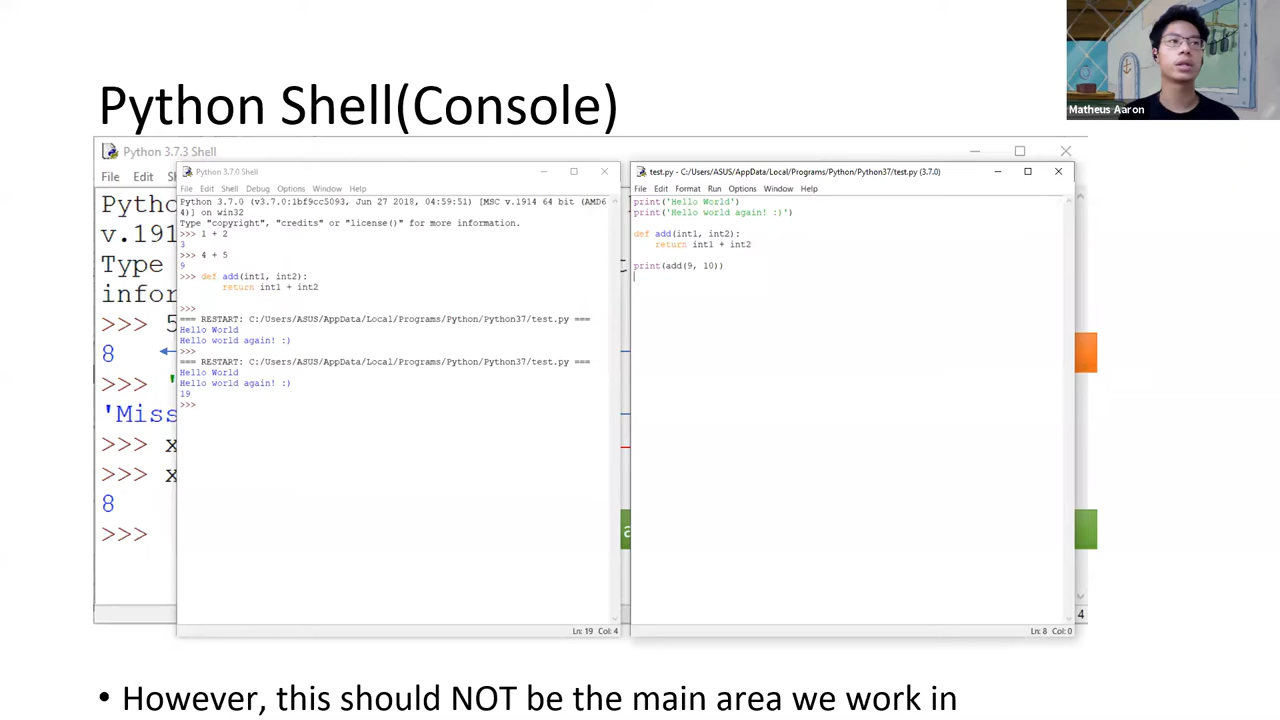 Python Shell(Console)
Matheus Aaron
Python 3.7.3 Shell
File Edit
v.191
Type
infor
>>> 5
8
>>> '
'Miss
>>> x
>>> x
8
>>>
4
Python 3.7.0 Shell
File Edit Shell Debug Options Window Help
Python 3.7.0 (v3.7.0:1bf9cc5093, Jun 27 2018, 04:59:51) [MSC v.1914 64 bit (AMD6
4)] on win32
Type "copyright", "credits" or "license()" for more information.
>>> 1 + 2
3
>>> 4 + 5
9
>>> def add(int1, int2):
return int1 + int2
>>>
=== RESTART: C:/Users/ASUS/AppData/Local/Programs/Python/Python37/test.py ===
Hello World
Hello world again! :)
>>>
=== RESTART: C:/Users/ASUS/AppData/Local/Programs/Python/Python37/test.py ===
Hello World
Hello world again! :)
19
>>>
Ln: 19 Col: 4
test.py - C:/Users/ASUS/AppData/Local/Programs/Python/Python37/test.py (3.7.0)
File Edit Format Run Options Window Help
print('Hello World')
print('Hello world again! :)')
def add(int1, int2):
return int1 + int2
print(add(9, 10))
Ln: 8 Col: 0
• However, this should NOT be the main area we work in